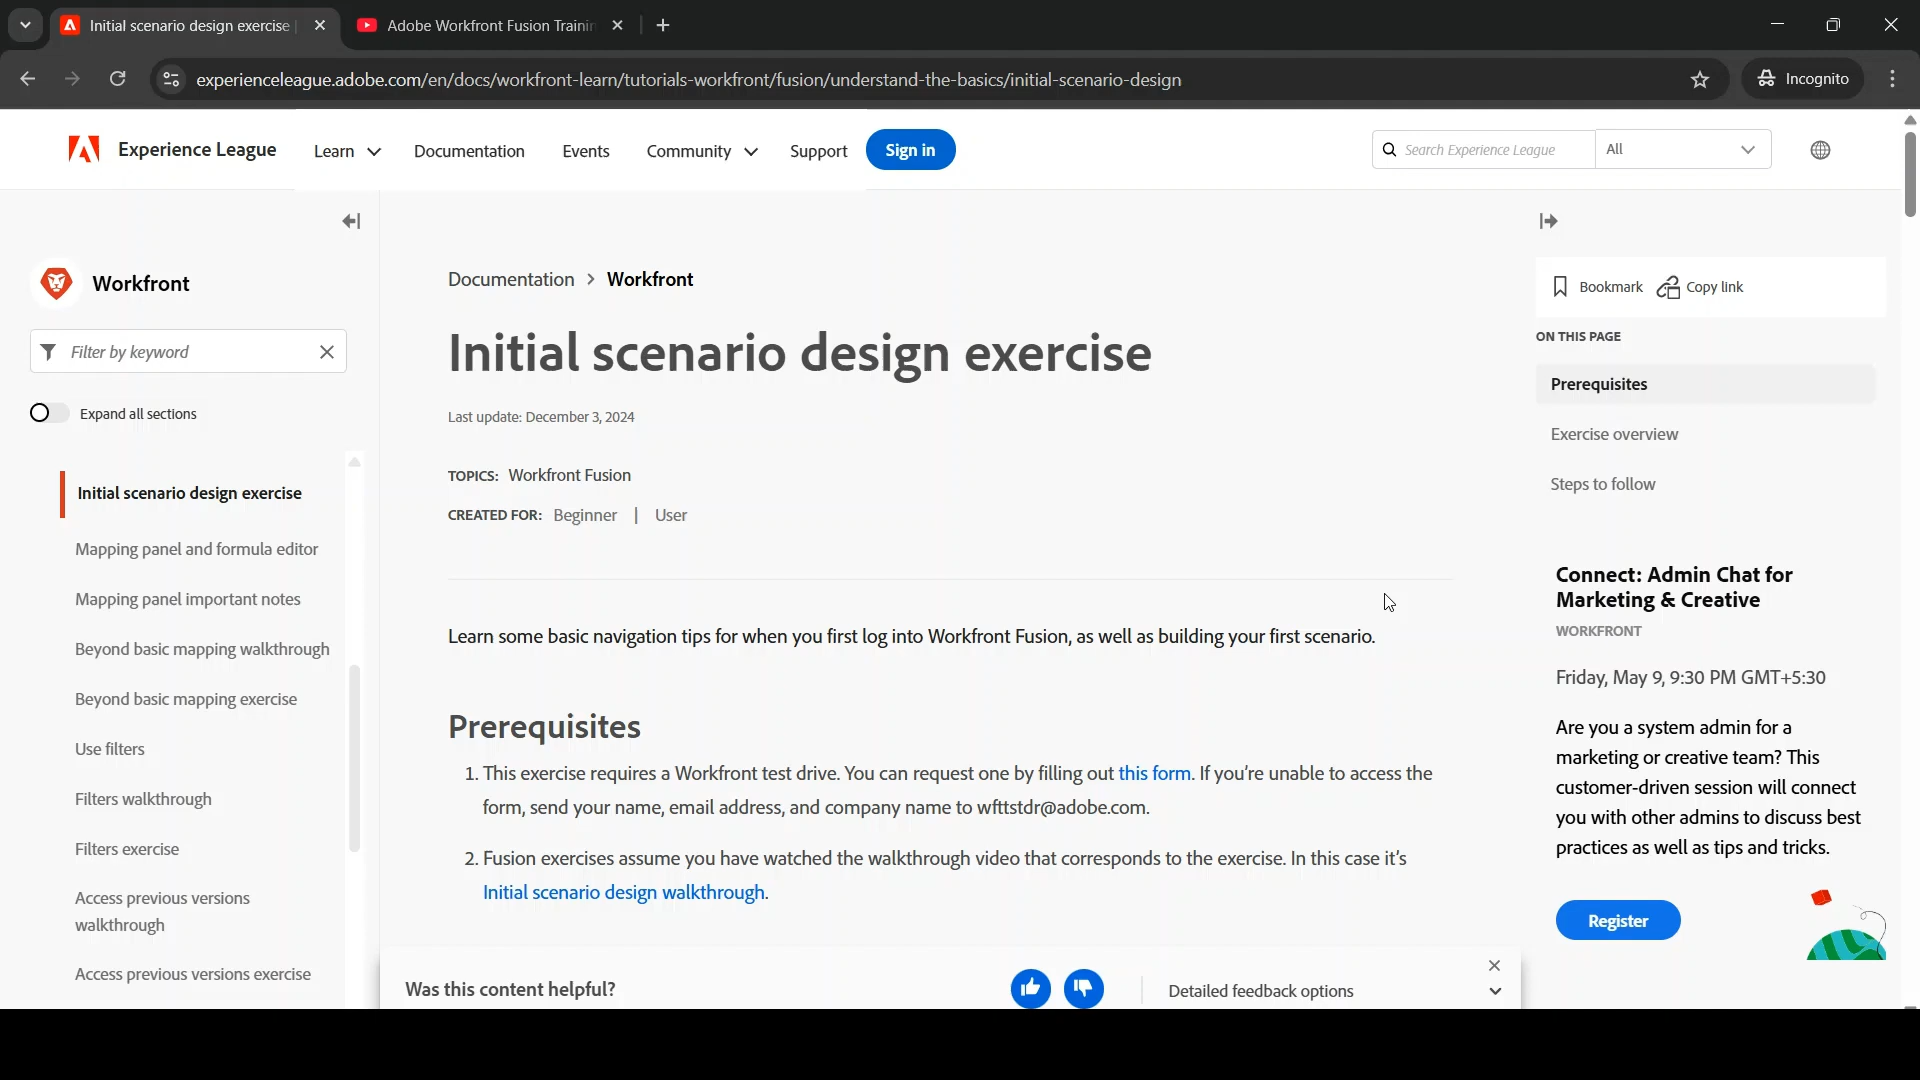 Initial scenario design exercise |
Adobe Workfront Fusion Trainin
experienceleague.adobe.com/en/docs/workfront-learn/tutorials-workfront/fusion/understand-the-basics/initial-scenario-design
Incognito
Experience League
Learn
Documentation
Events
Community
Support
Sign in
Search Experience League
All
Workfront
Filter by keyword
Expand all sections
Initial scenario design exercise
Mapping panel and formula editor
Mapping panel important notes
Beyond basic mapping walkthrough
Beyond basic mapping exercise
Use filters
Filters walkthrough
Filters exercise
Access previous versions
walkthrough
Access previous versions exercise
Documentation > Workfront
Initial scenario design exercise
Last update: December 3, 2024
TOPICS: Workfront Fusion
CREATED FOR: Beginner | User
Learn some basic navigation tips for when you first log into Workfront Fusion, as well as building your first scenario.
Prerequisites
1. This exercise requires a Workfront test drive. You can request one by filling out this form. If you're unable to access the
form, send your name, email address, and company name to wfttstdr@adobe.com.
2. Fusion exercises assume you have watched the walkthrough video that corresponds to the exercise. In this case it's
Initial scenario design walkthrough.
Was this content helpful?
Detailed feedback options
Bookmark
Copy link
ON THIS PAGE
Prerequisites
Exercise overview
Steps to follow
Connect: Admin Chat for
Marketing & Creative
WORKFRONT
Friday, May 9, 9:30 PM GMT+5:30
Are you a system admin for a
marketing or creative team? This
customer-driven session will connect
you with other admins to discuss best
practices as well as tips and tricks.
Register